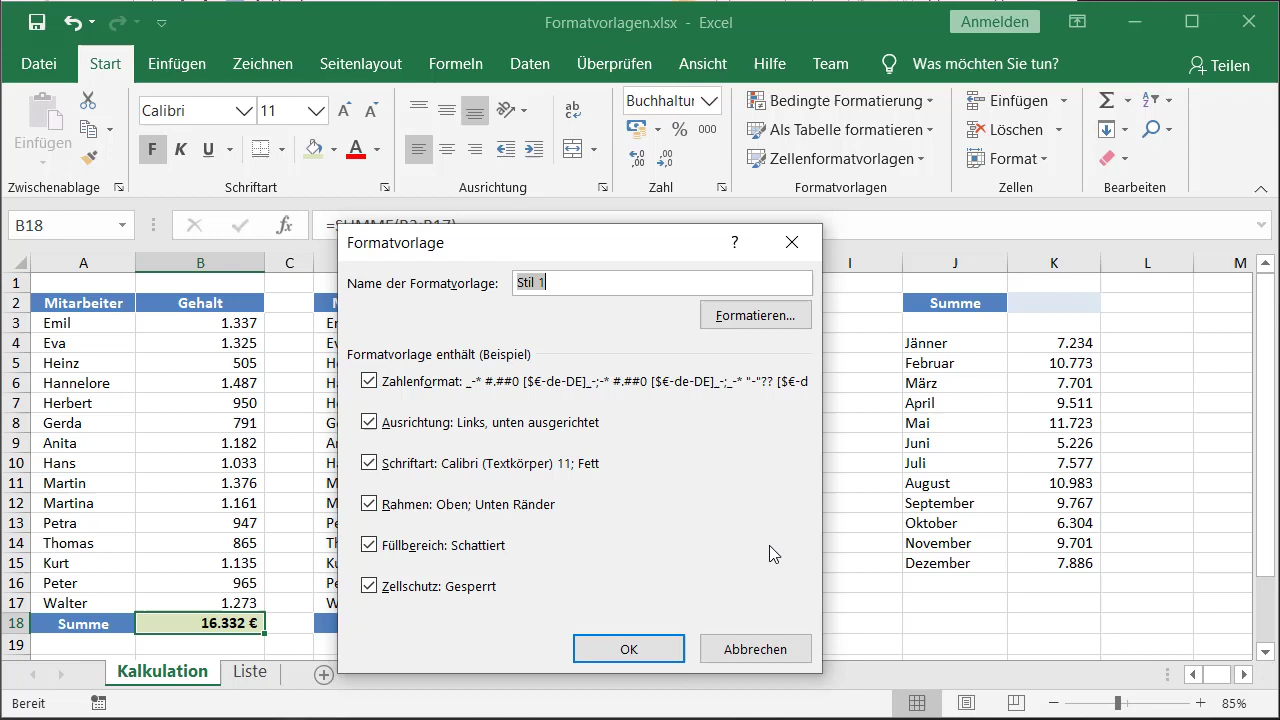 Formatvorlagen.xlsx - Excel
Anmelden
Datei Start Einfügen Zeichnen Seitenlayout Formeln Daten Überprüfen Ansicht Hilfe Team Was möchten Sie tun? Teilen
Einfügen
Calibri 11
F K U A
ab
Buchhaltur
% 000
Bedingte Formatierung
Als Tabelle formatieren
Zellenformatvorlagen
Einfügen
Löschen
Format
Zwischenablage Schriftart Ausrichtung Zahl Formatvorlagen Zellen Bearbeiten
B18 fx
A B C I J K L M
1
2 Mitarbeiter Gehalt Summe
3 Emil 1.337
4 Eva 1.325 Jänner 7.234
5 Heinz 505 Februar 10.773
6 Hannelore 1.487 März 7.701
7 Herbert 950 April 9.511
8 Gerda 791 Mai 11.723
9 Anita 1.182 Juni 5.226
10 Hans 1.033 Juli 7.577
11 Martin 1.376 August 10.983
12 Martina 1.161 September 9.767
13 Petra 947 Oktober 6.304
14 Thomas 865 November 9.701
15 Kurt 1.135 Dezember 7.886
16 Peter 965
17 Walter 1.273
18 Summe 16.332 €
19
Formatvorlage ?
Name der Formatvorlage: Stil 1
Formatieren...
Formatvorlage enthält (Beispiel)
Zahlenformat: _-* #.##0 [$€-de-DE]_-;-* #.##0 [$€-de-DE]_-;_-* "-"?? [$€-d
Ausrichtung: Links, unten ausgerichtet
Schriftart: Calibri (Textkörper) 11; Fett
Rahmen: Oben; Unten Ränder
Füllbereich: Schattiert
Zellschutz: Gesperrt
OK Abbrechen
Kalkulation Liste
Bereit 85%